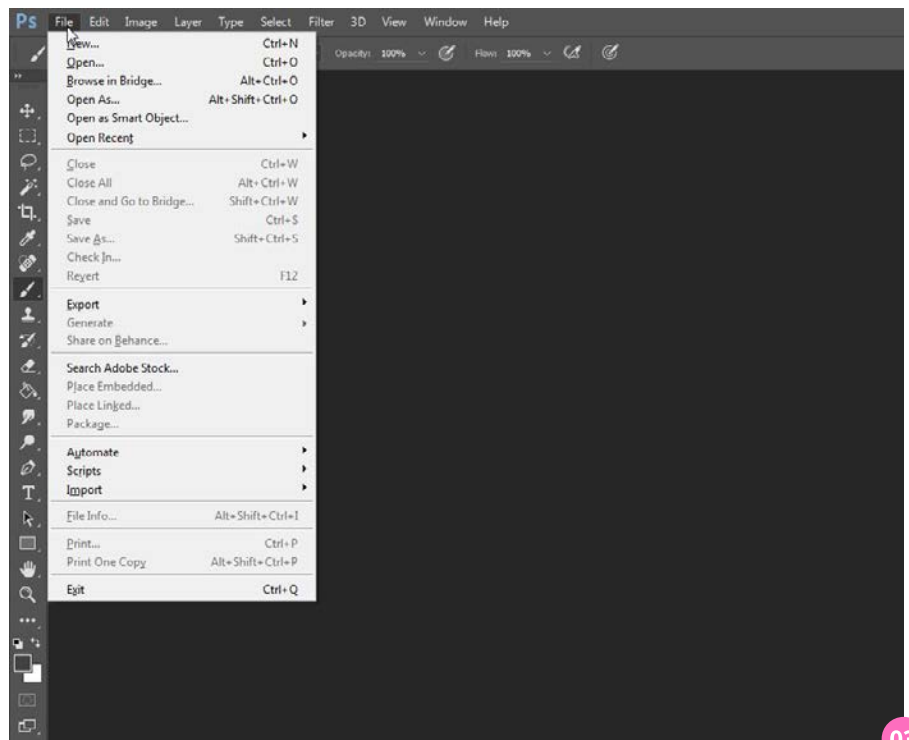 Ps File Edit Image Layer Type Select Filter 3D View Window Help
Opacity: 100% Flow: 100%
New... Ctrl+N
Open... Ctrl+O
Browse in Bridge... Alt+Ctrl+O
Open As... Alt+Shift+Ctrl+O
Open as Smart Object...
Open Recent
Close Ctrl+W
Close All Alt+Ctrl+W
Close and Go to Bridge... Shift+Ctrl+W
Save Ctrl+S
Save As... Shift+Ctrl+S
Check In...
Revert F12
Export
Generate
Share on Behance...
Search Adobe Stock...
Place Embedded...
Place Linked...
Package...
Automate
Scripts
Import
File Info... Alt+Shift+Ctrl+I
Print... Ctrl+P
Print One Copy Alt+Shift+Ctrl+P
Exit Ctrl+Q